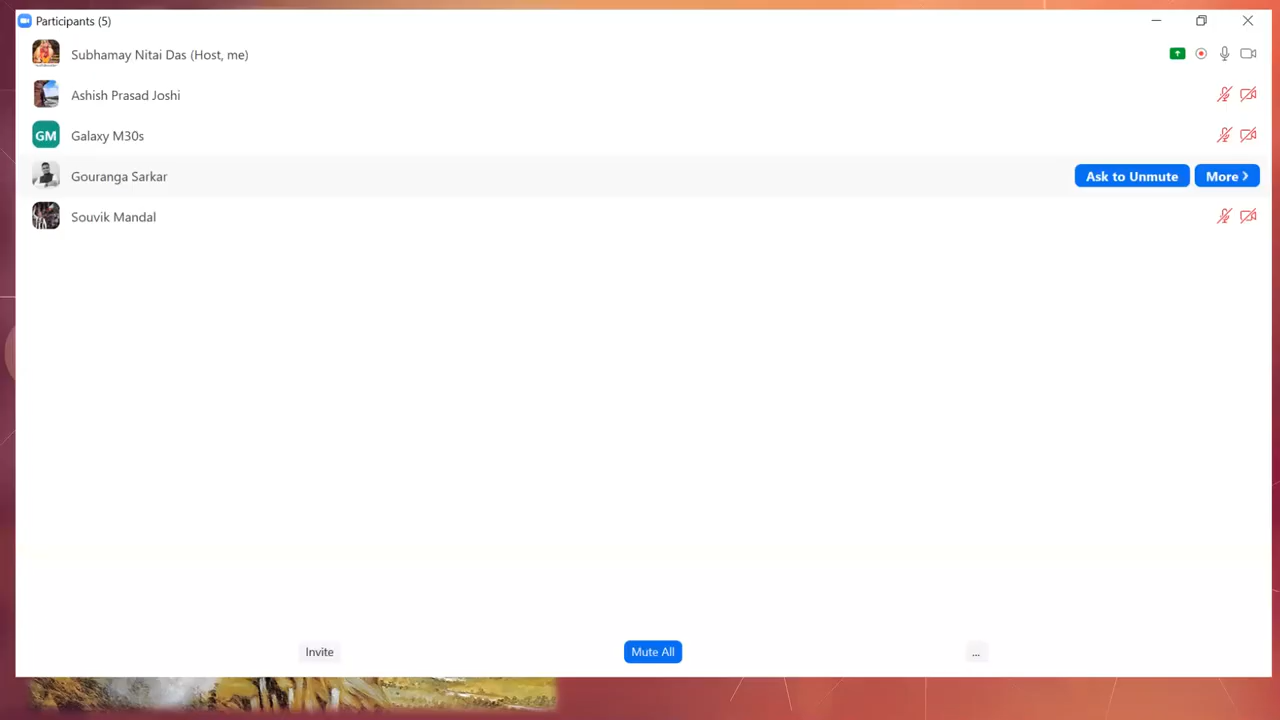 Participants (5)
Subhamay Nitai Das (Host, me)
Ashish Prasad Joshi
GM Galaxy M30s
Gouranga Sarkar Ask to Unmute More
Souvik Mandal
Invite Mute All ...